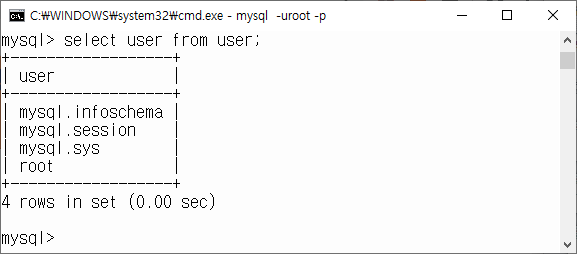 C:₩WINDOWS₩system32₩cmd.exe - mysql  -uroot -p
mysql> select user from user;
+------------------+
| user             |
+------------------+
| mysql.infoschema |
| mysql.session    |
| mysql.sys        |
| root             |
+------------------+
4 rows in set (0.00 sec)
mysql>